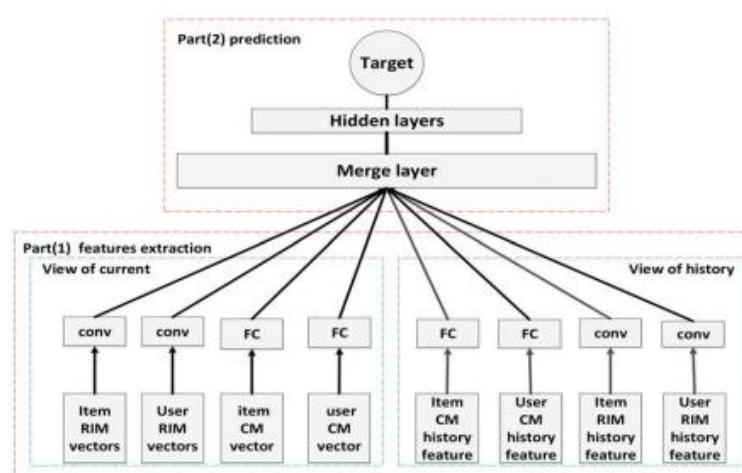 Part(2) prediction
Target
Hidden layers
Merge layer
Part(1) features extraction
View of current
View of history
conv
conv
FC
FC
FC
FC
conv
conv
Item
RIM
vectors
User
RIM
vectors
item
CM
vector
user
CM
vector
Item
CM
history
feature
User
CM
history
feature
Item
RIM
history
feature
User
RIM
history
feature